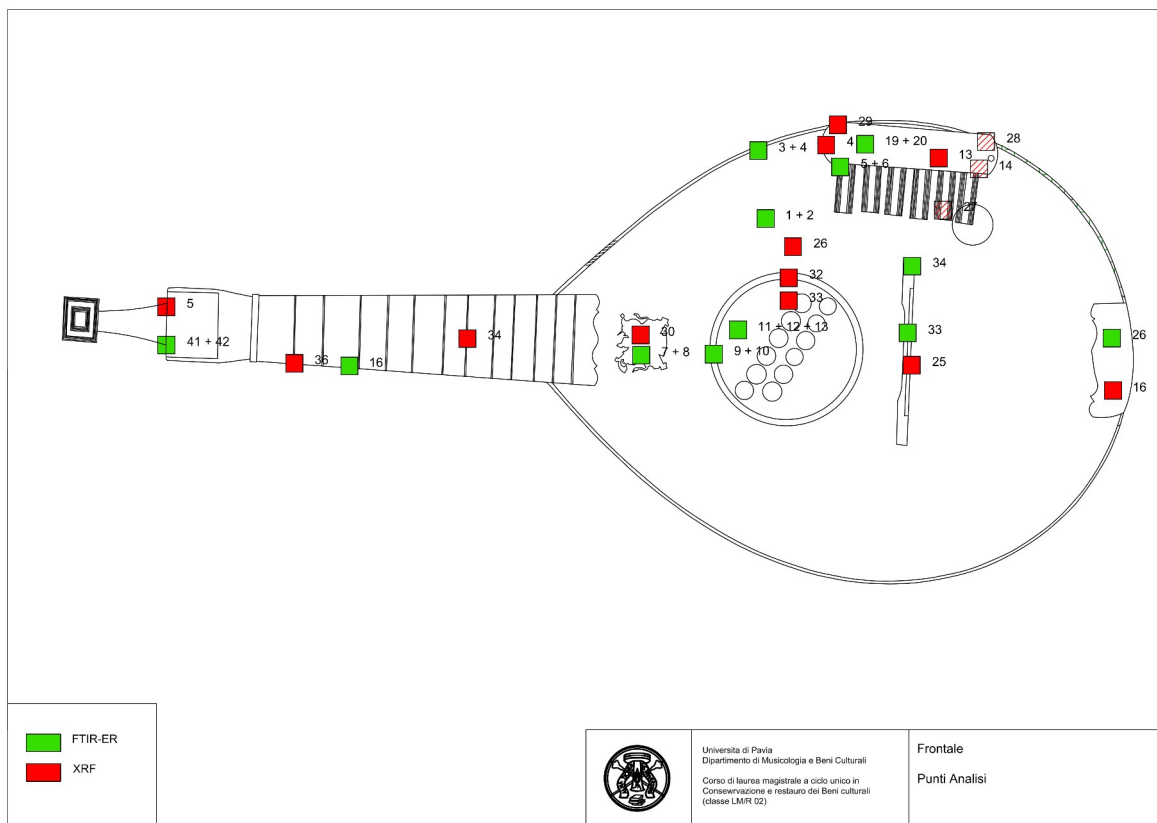 29
28
3 + 4
4
19 + 20
13
5 + 6
14
27
1 + 2
26
34
32
33
5
11 + 12 + 13
33
41 + 42
34
30
26
36
16
7 + 8
9 + 10
25
16
FTIR-ER
XRF
Universita di Pavia
Dipartimento di Musicologia e Beni Culturali
Corso di laurea magistrale a ciclo unico in
Consewrvazione e restauro dei Beni culturali
(classe LM/R 02)
Frontale
Punti Analisi